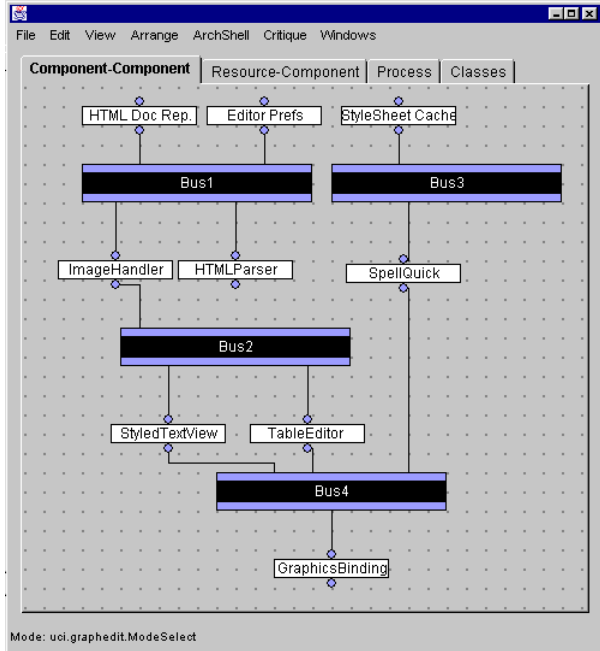 File Edit View Arrange ArchShell Critique Windows
Component-Component Resource-Component Process Classes
HTML Doc Rep. Editor Prefs StyleSheet Cache
Bus1 Bus3
ImageHandler HTMLParser SpellQuick
Bus2
StyledTextView TableEditor
Bus4
GraphicsBinding
Mode: uci.graphedit.ModeSelect